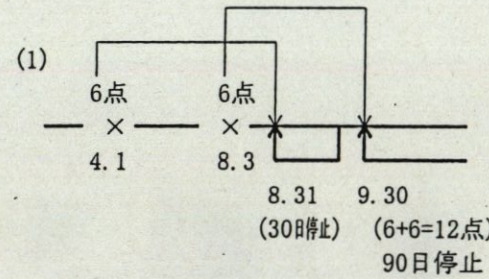 (1)
6点 6点
× ×
4.1 8.3
8.31 9.30
(30日停止) (6+6=12点)
90日停止